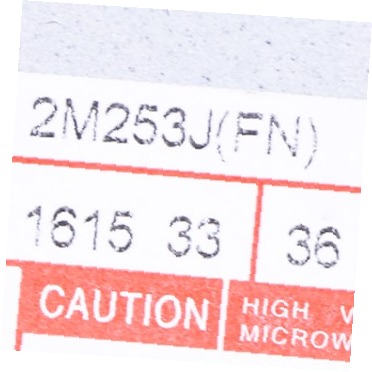 2M253J(FN)
1615 33 36
CAUTION
HIGH
MICROW